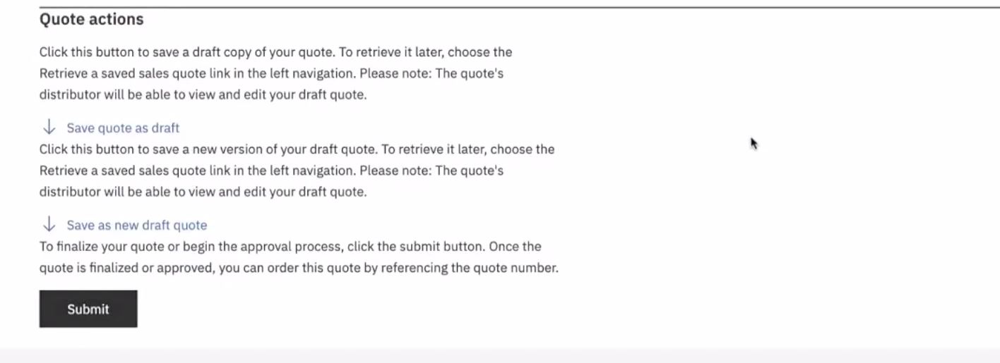 Quote actions
Click this button to save a draft copy of your quote. To retrieve it later, choose the
Retrieve a saved sales quote link in the left navigation. Please note: The quote's
distributor will be able to view and edit your draft quote.
Save quote as draft
Click this button to save a new version of your draft quote. To retrieve it later, choose the
Retrieve a saved sales quote link in the left navigation. Please note: The quote's
distributor will be able to view and edit your draft quote.
Save as new draft quote
To finalize your quote or begin the approval process, click the submit button. Once the
quote is finalized or approved, you can order this quote by referencing the quote number.
Submit